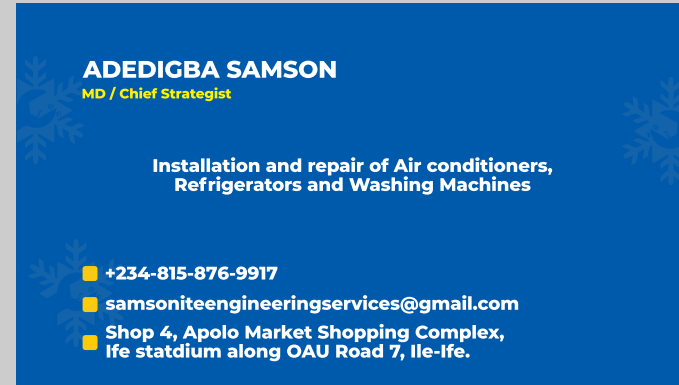 ADEDIGBA SAMSON
MD / Chief Strategist
Installation and repair of Air conditioners,
Refrigerators and Washing Machines
+234-815-876-9917
samsoniteengineeringservices@gmail.com
Shop 4, Apolo Market Shopping Complex,
Ife statdium along OAU Road 7, Ile-Ife.